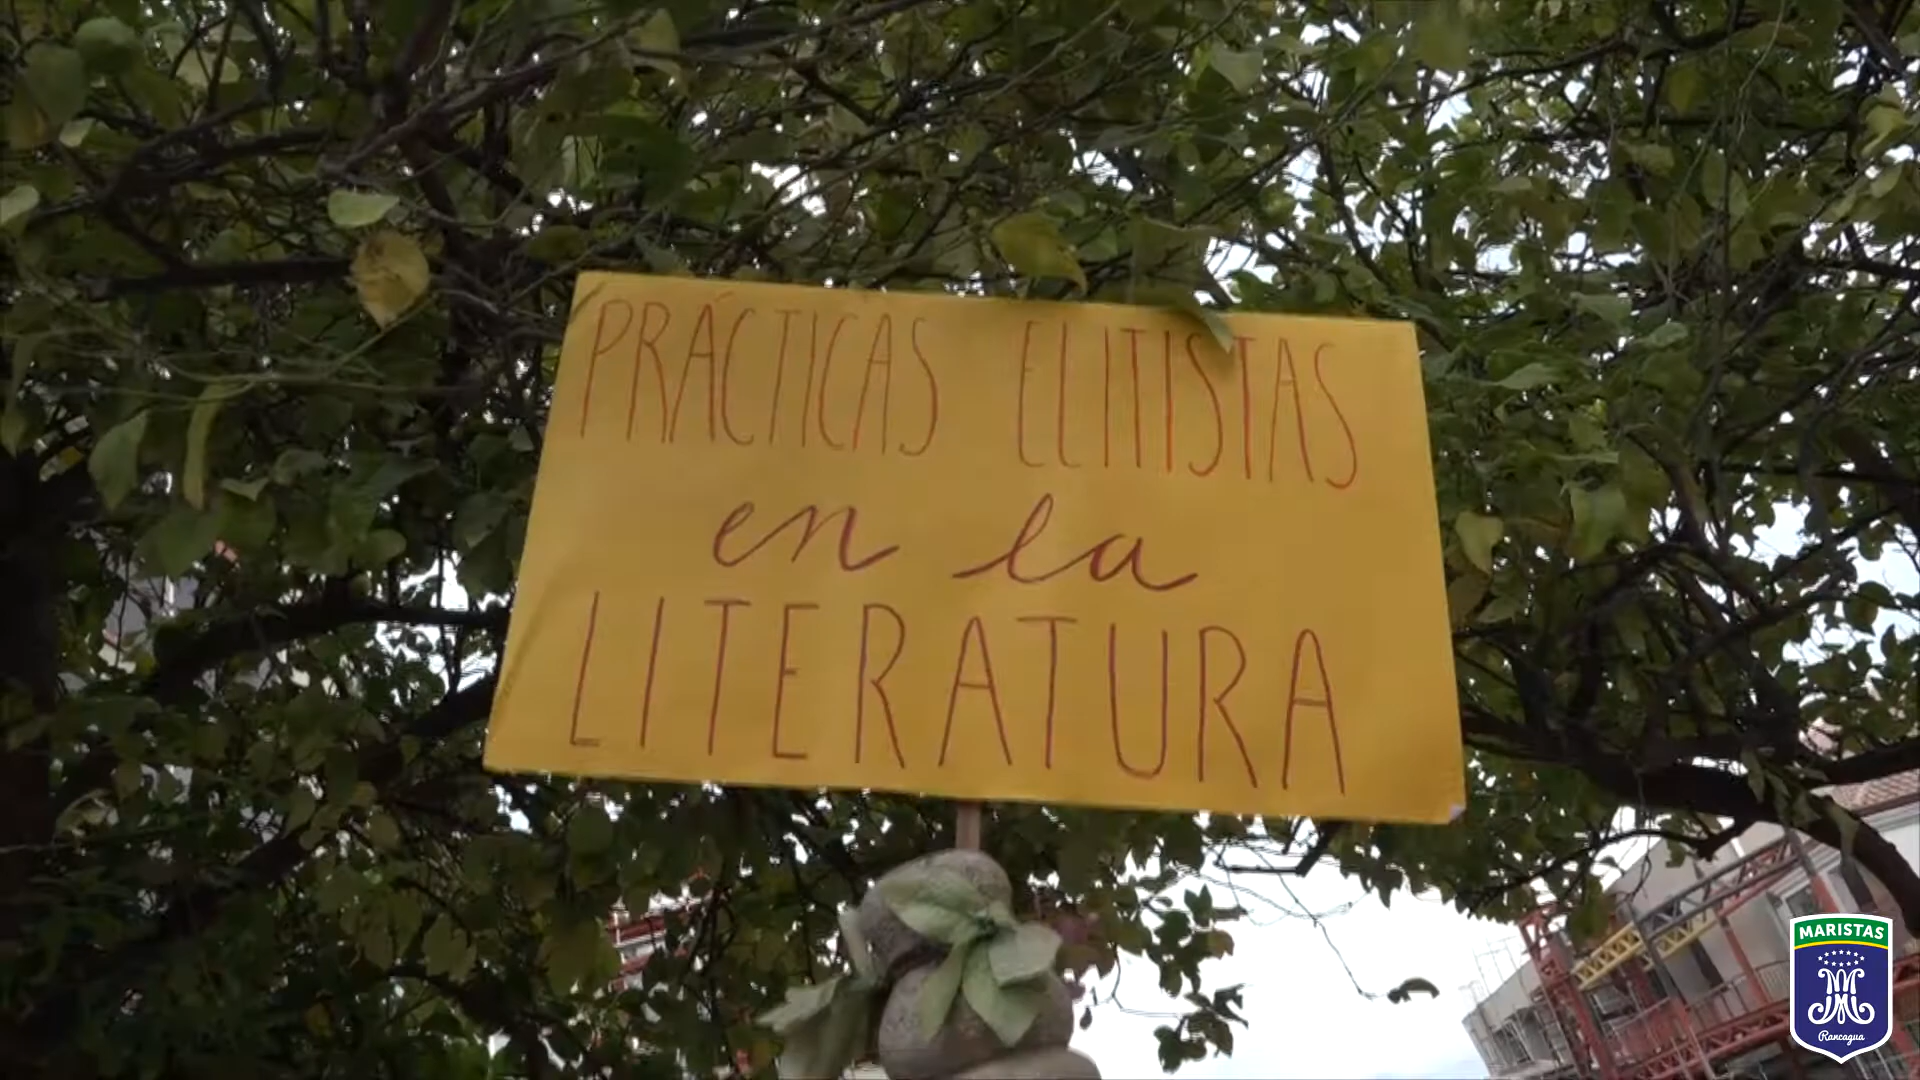 PRÁCTICAS ELITISTAS
en la
LITERATURA
MARISTAS
Rancagua